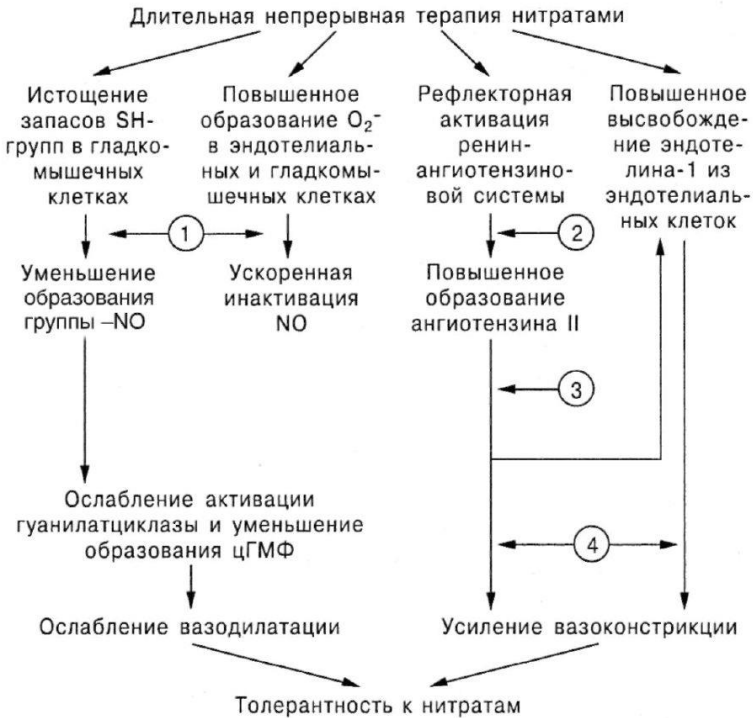 Длительная непрерывная терапия нитратами
Истощение
запасов SH-
групп в гладко-
мышечных
клетках
Повышенное
образование O₂⁻
в эндотелиаль-
ных и гладкомы-
шечных клетках
Рефлекторная
активация
ренин-
ангиотензино-
вой системы
Повышенное
высвобожде-
ние эндоте-
лина-1 из
эндотелиаль-
ных клеток
1
2
Уменьшение
образования
группы –NO
Ускоренная
инактивация
NO
Повышенное
образование
ангиотензина II
3
Ослабление активации
гуанилатциклазы и уменьшение
образования цГМФ
4
Ослабление вазодилатации
Усиление вазоконстрикции
Толерантность к нитратам